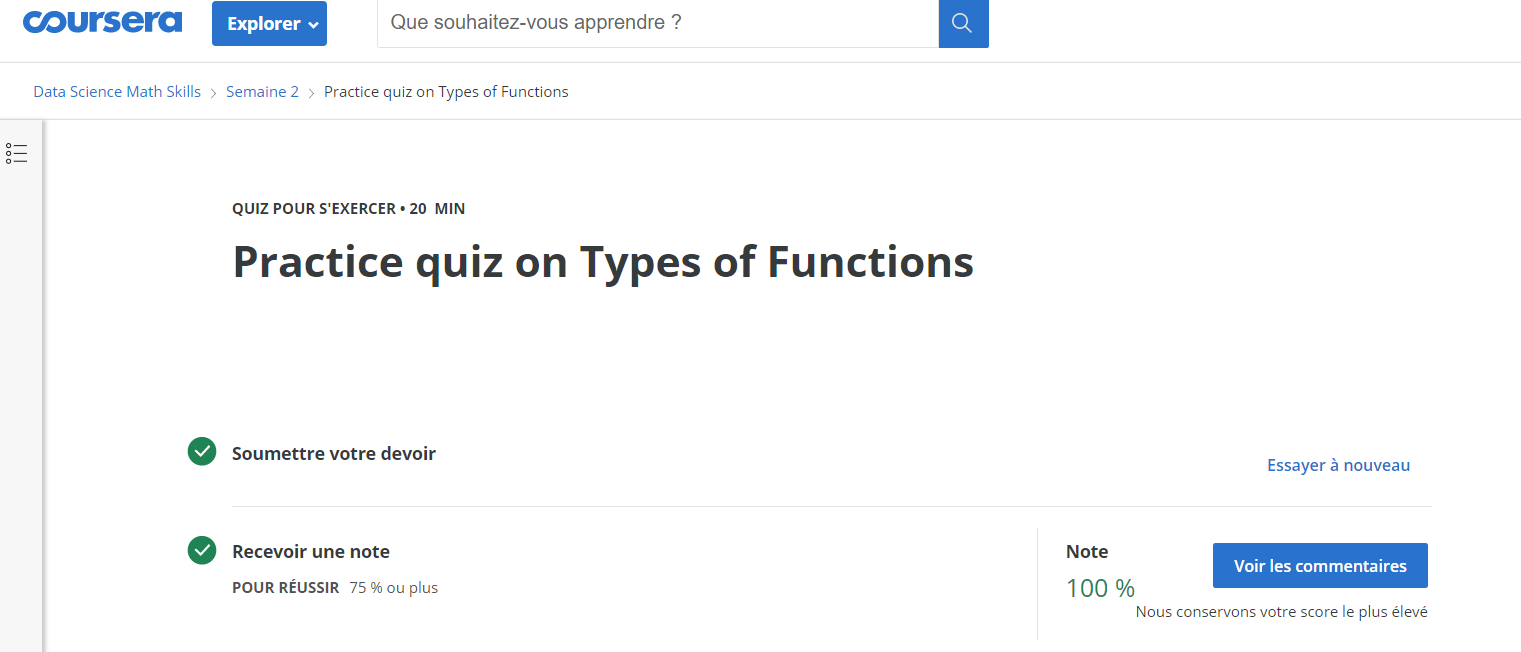 coursera Explorer Que souhaitez-vous apprendre ?
Data Science Math Skills > Semaine 2 > Practice quiz on Types of Functions
QUIZ POUR S'EXERCER • 20 MIN
Practice quiz on Types of Functions
Soumettre votre devoir
Essayer à nouveau
Recevoir une note
POUR RÉUSSIR 75 % ou plus
Note
100 %
Voir les commentaires
Nous conservons votre score le plus élevé